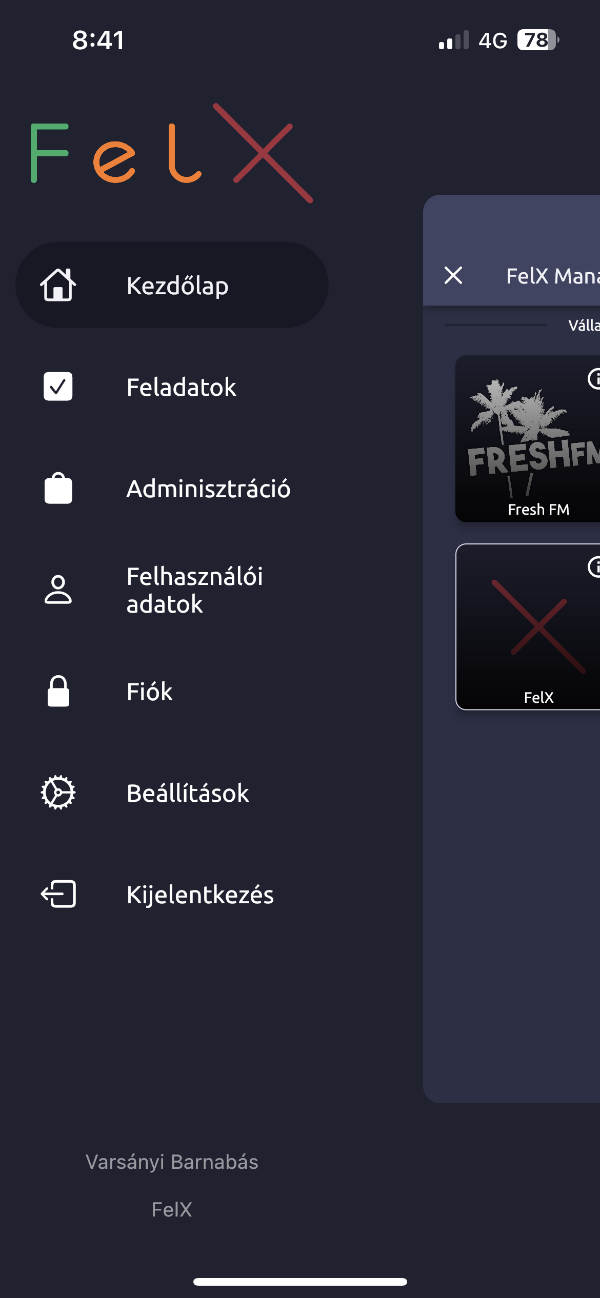 8:41
4G 78
FelX
Kezdőlap
Feladatok
Adminisztráció
Felhasználói
adatok
Fiók
Beállítások
Kijelentkezés
Varsányi Barnabás
FelX
FelX Mana
Válla
FRESHFM
Fresh FM
FelX